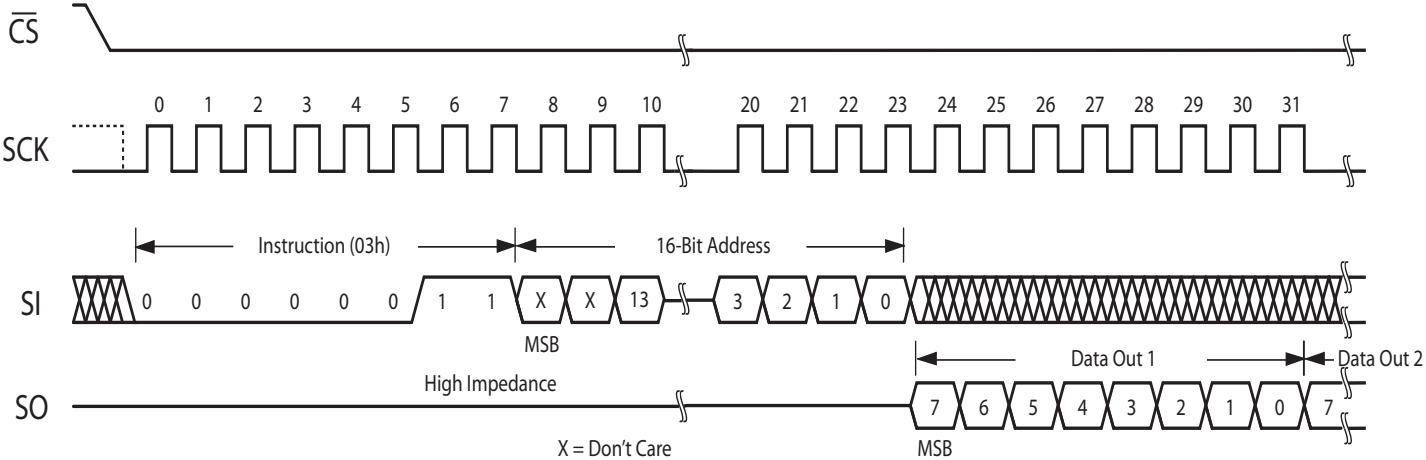 CS
0 1 2 3 4 5 6 7 8 9 10 20 21 22 23 24 25 26 27 28 29 30 31
SCK
Instruction (03h) 16-Bit Address
SI 0 0 0 0 0 0 1 1 X X 13 3 2 1 0
MSB
Data Out 1 Data Out 2
High Impedance
SO 7 6 5 4 3 2 1 0 7
X = Don't Care MSB